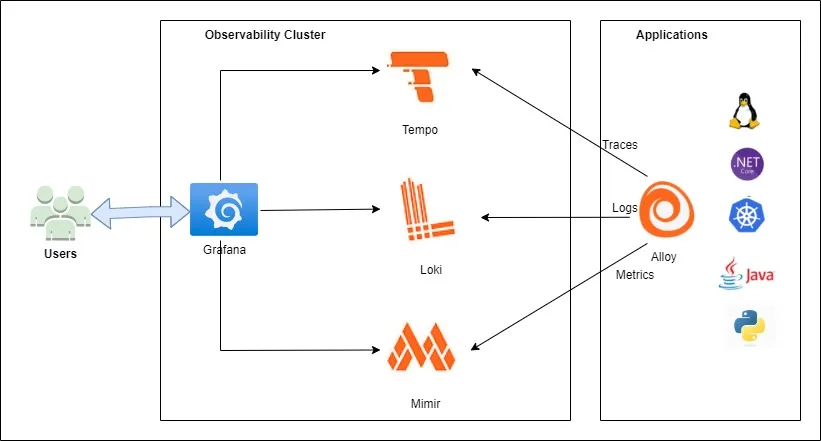 Observability Cluster
Applications
Tempo
Traces
.NET
Core
Users
Grafana
Logs
Loki
Alloy
Metrics
Java
Mimir